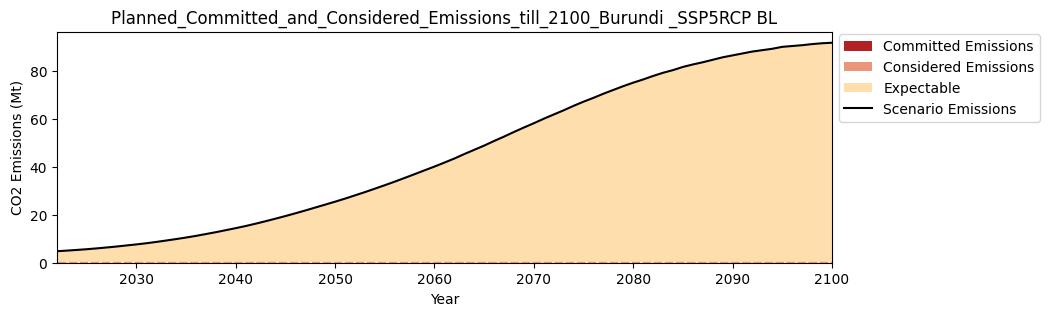 Planned_Committed_and_Considered_Emissions_till_2100_Burundi _SSP5RCP BL
Committed Emissions
Considered Emissions
Expectable
Scenario Emissions
CO2 Emissions (Mt)
80
60
40
20
0
2030
2040
2050
2060
2070
2080
2090
2100
Year